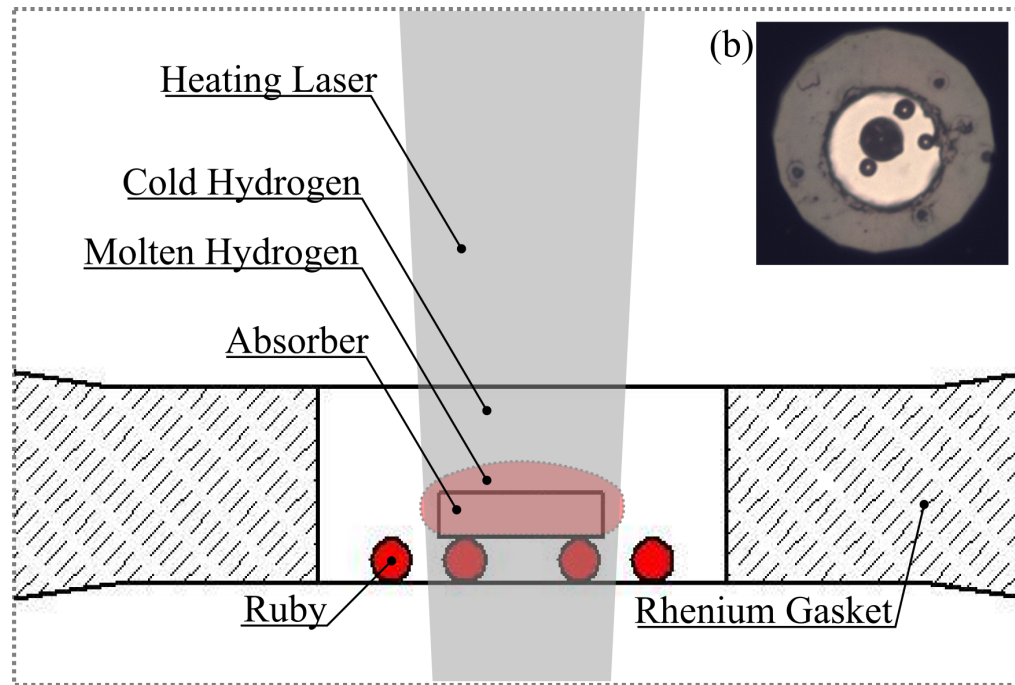 (b)
Heating Laser
Cold Hydrogen
Molten Hydrogen
Absorber
Ruby
Rhenium Gasket